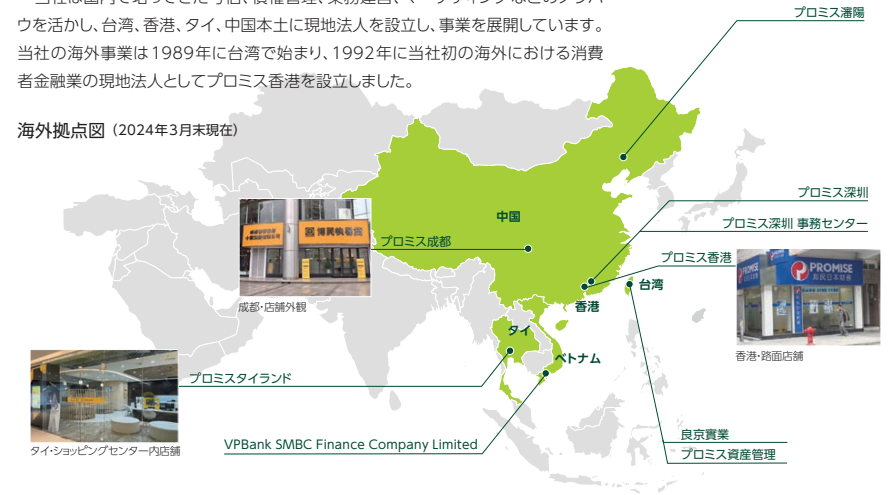 ウを活かし、台湾、香港、タイ、中国本土に現地法人を設立し、事業を展開しています。
当社の海外事業は1989年に台湾で始まり、1992年に当社初の海外における消費
者金融業の現地法人としてプロミス香港を設立しました。
海外拠点図（2024年3月末現在）
プロミス瀋陽
プロミス深圳
プロミス深圳 事務センター
プロミス香港
中国
プロミス成都
台湾
香港
成都・店舗外観
PROMISE
香港・路面店舗
タイ
ベトナム
プロミスタイランド
タイ・ショッピングセンター内店舗
VPBank SMBC Finance Company Limited
良京實業
プロミス資産管理